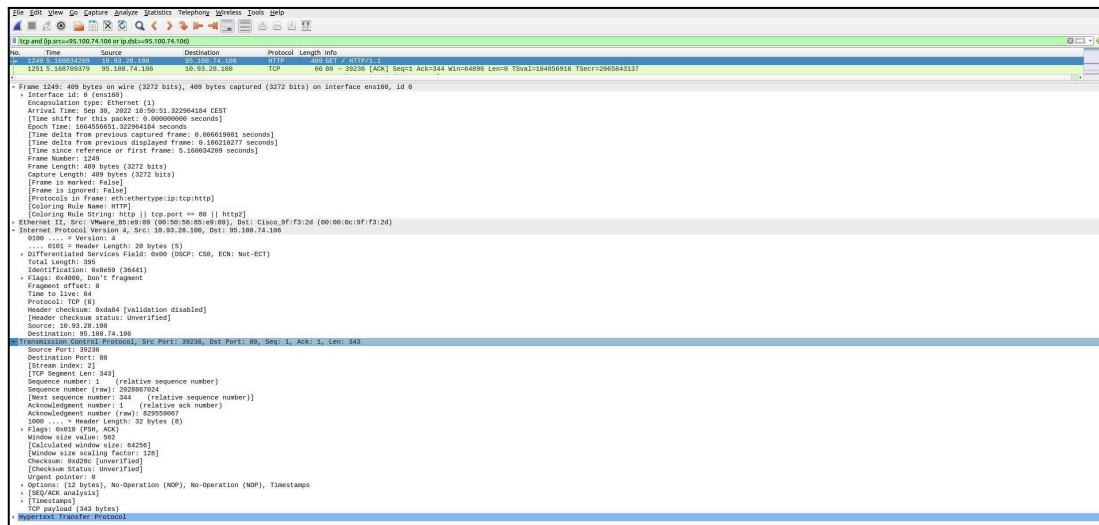 File Edit View Go Capture Analyze Statistics Telephony Wireless Tools Help
tcp and (ip.src==95.100.74.106 or ip.dst==95.100.74.106)
No. Time Source Destination Protocol Length Info
1249 5.160034209 10.93.28.100 95.100.74.106 HTTP 409 GET / HTTP/1.1
1251 5.168709379 95.100.74.106 10.93.28.100 TCP 66 80 → 39236 [ACK] Seq=1 Ack=344 Win=64896 Len=0 TSval=104856916 TSecr=2065843137
Frame 1249: 409 bytes on wire (3272 bits), 409 bytes captured (3272 bits) on interface ens160, id 0
Interface id: 0 (ens160)
Encapsulation type: Ethernet (1)
Arrival Time: Sep 30, 2022 18:50:51.322964184 CEST
[Time shift for this packet: 0.000000000 seconds]
Epoch Time: 1664556651.322964184 seconds
[Time delta from previous captured frame: 0.006619801 seconds]
[Time delta from previous displayed frame: 0.106210277 seconds]
[Time since reference or first frame: 5.160034209 seconds]
Frame Number: 1249
Frame Length: 409 bytes (3272 bits)
Capture Length: 409 bytes (3272 bits)
[Frame is marked: False]
[Frame is ignored: False]
[Protocols in frame: eth:ethertype:ip:tcp:http]
[Coloring Rule Name: HTTP]
[Coloring Rule String: http || tcp.port == 80 || http2]
Ethernet II, Src: VMware_85:e9:09 (00:50:56:85:e9:09), Dst: Cisco_9f:f3:2d (00:00:0c:9f:f3:2d)
Internet Protocol Version 4, Src: 10.93.28.100, Dst: 95.100.74.106
0100 .... = Version: 4
.... 0101 = Header Length: 20 bytes (5)
Differentiated Services Field: 0x00 (DSCP: CS0, ECN: Not-ECT)
Total Length: 395
Identification: 0x8e59 (36441)
Flags: 0x4000, Don't fragment
Fragment offset: 0
Time to live: 64
Protocol: TCP (6)
Header checksum: 0xda84 [validation disabled]
[Header checksum status: Unverified]
Source: 10.93.28.100
Destination: 95.100.74.106
Transmission Control Protocol, Src Port: 39236, Dst Port: 80, Seq: 1, Ack: 1, Len: 343
Source Port: 39236
Destination Port: 80
[Stream index: 2]
[TCP Segment Len: 343]
Sequence number: 1 (relative sequence number)
Sequence number (raw): 2028867024
[Next sequence number: 344 (relative sequence number)]
Acknowledgment number: 1 (relative ack number)
Acknowledgment number (raw): 829559067
1000 .... = Header Length: 32 bytes (8)
Flags: 0x018 (PSH, ACK)
Window size value: 502
[Calculated window size: 64256]
[Window size scaling factor: 128]
Checksum: 0xd20c [unverified]
[Checksum Status: Unverified]
Urgent pointer: 0
Options: (12 bytes), No-Operation (NOP), No-Operation (NOP), Timestamps
[SEQ/ACK analysis]
[Timestamps]
TCP payload (343 bytes)
Hypertext Transfer Protocol